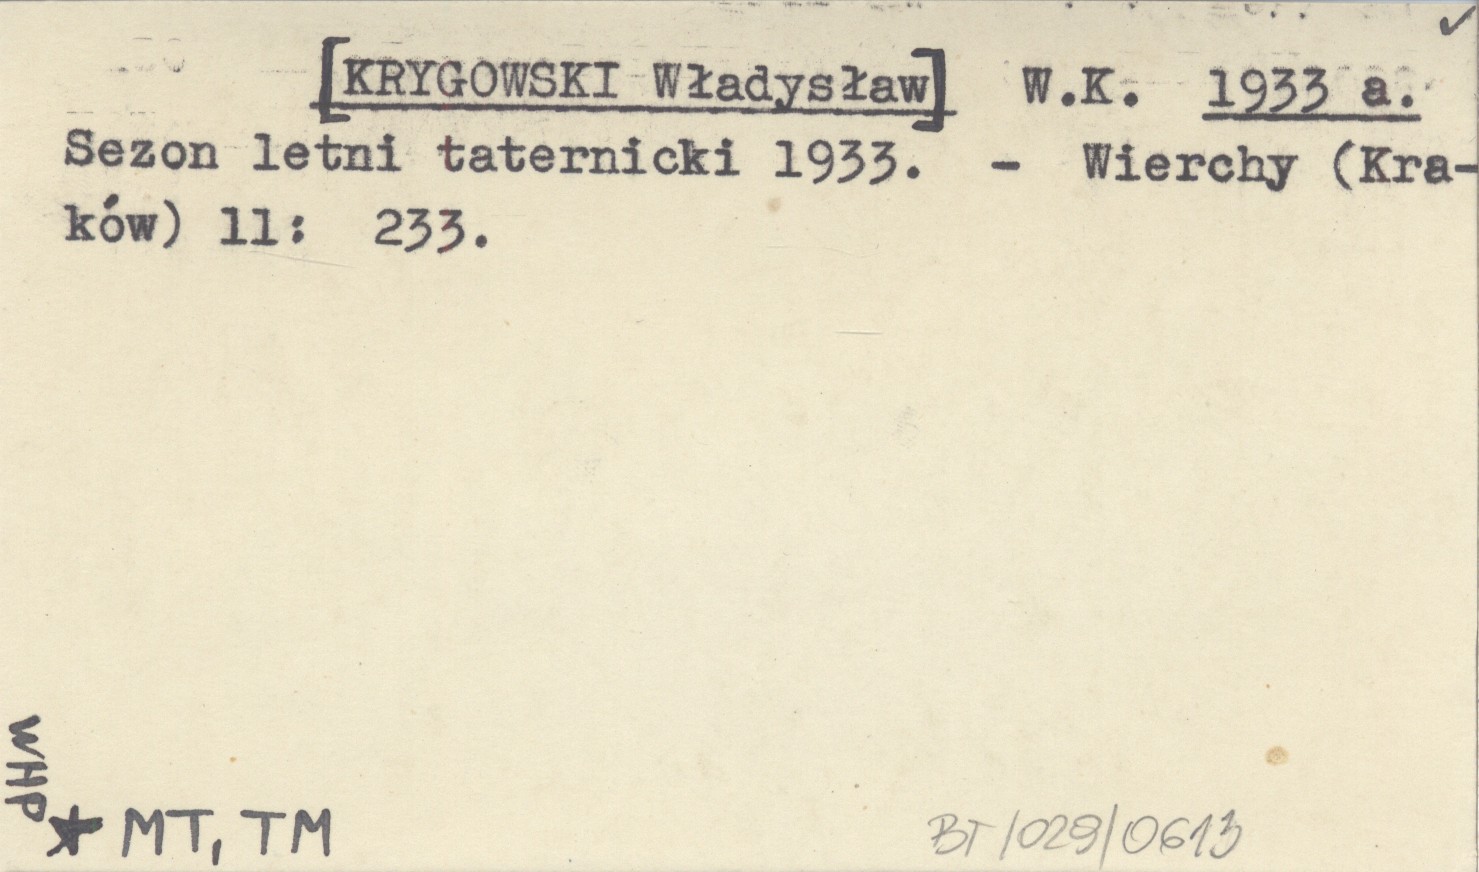 [KRYGOWSKI Władysław] W.K. 1933 a.
Sezon letni taternicki 1933. - Wierchy (Kra-
ków) 11: 233.
WHP
★ MT, TM
BT/029/0613